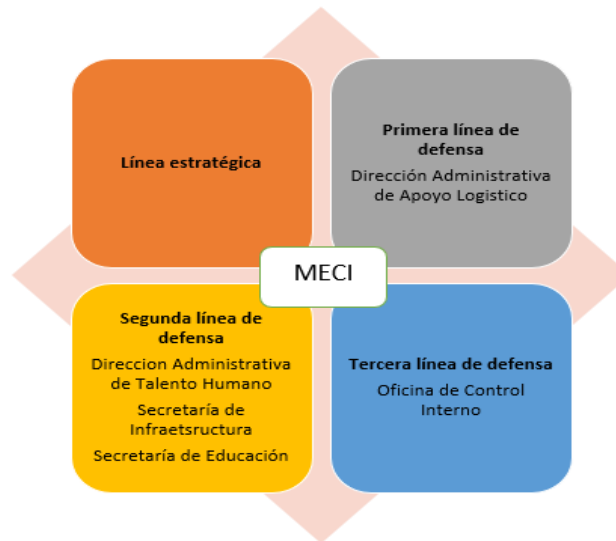 Línea estratégica
Primera línea de
defensa
Dirección Administrativa
de Apoyo Logistico
MECI
Segunda línea de
defensa
Direccion Administrativa
de Talento Humano
Secretaría de
Infraetsructura
Secretaría de Educación
Tercera línea de defensa
Oficina de Control
Interno